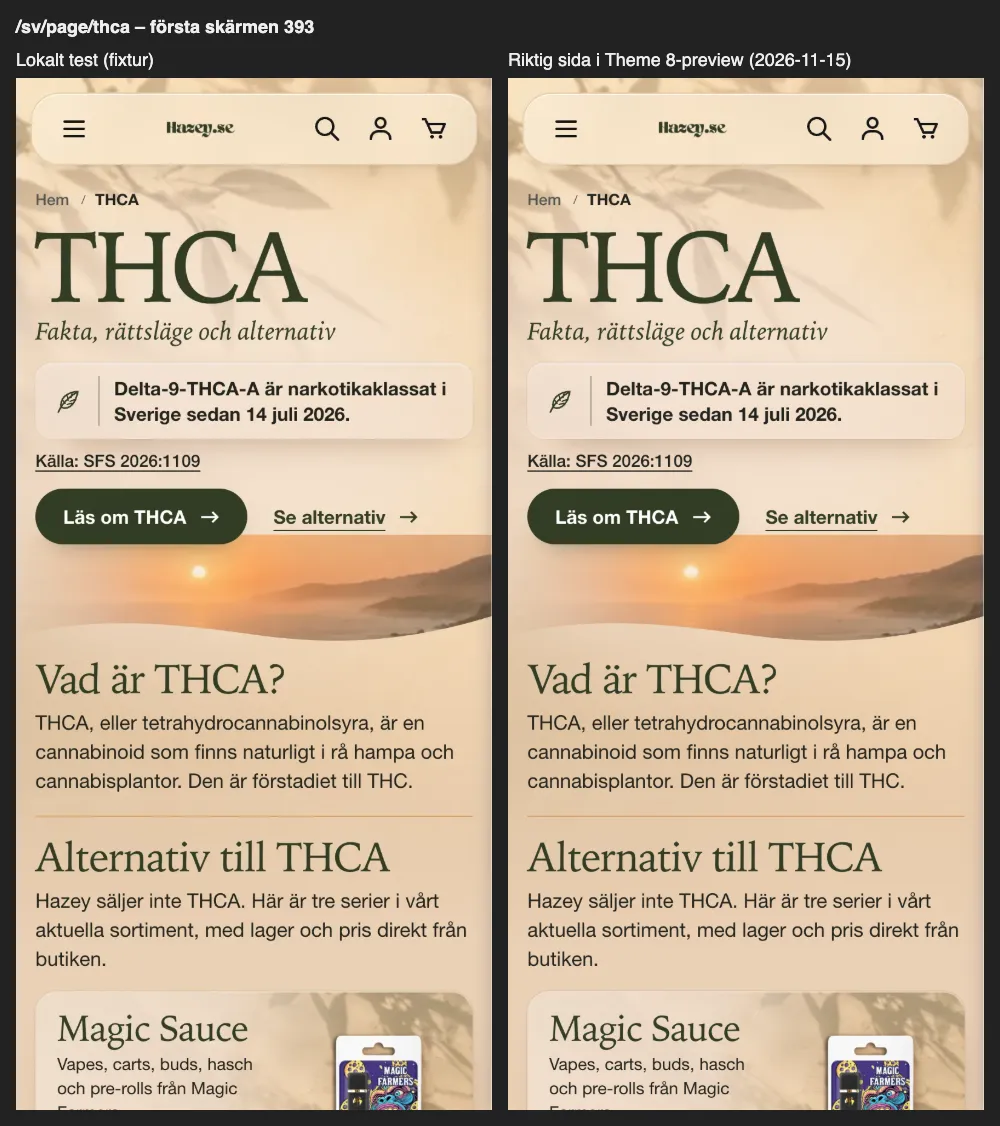 /sv/page/thca – första skärmen 393
Lokalt test (fixtur)
Hazey.se
Hem / THCA
THCA
Fakta, rättsläge och alternativ
Delta-9-THCA-A är narkotikaklassat i
Sverige sedan 14 juli 2026.
Källa: SFS 2026:1109
Läs om THCA →
Se alternativ →
Vad är THCA?
THCA, eller tetrahydrocannabinolsyra, är en
cannabinoid som finns naturligt i rå hampa och
cannabisplantor. Den är förstadiet till THC.
Alternativ till THCA
Hazey säljer inte THCA. Här är tre serier i vårt
aktuella sortiment, med lager och pris direkt från
butiken.
Magic Sauce
Vapes, carts, buds, hasch
och pre-rolls från Magic
MAGIC
FARMERS
Riktig sida i Theme 8-preview (2026-11-15)
Hazey.se
Hem / THCA
THCA
Fakta, rättsläge och alternativ
Delta-9-THCA-A är narkotikaklassat i
Sverige sedan 14 juli 2026.
Källa: SFS 2026:1109
Läs om THCA →
Se alternativ →
Vad är THCA?
THCA, eller tetrahydrocannabinolsyra, är en
cannabinoid som finns naturligt i rå hampa och
cannabisplantor. Den är förstadiet till THC.
Alternativ till THCA
Hazey säljer inte THCA. Här är tre serier i vårt
aktuella sortiment, med lager och pris direkt från
butiken.
Magic Sauce
Vapes, carts, buds, hasch
och pre-rolls från Magic
MAGIC
FARMERS